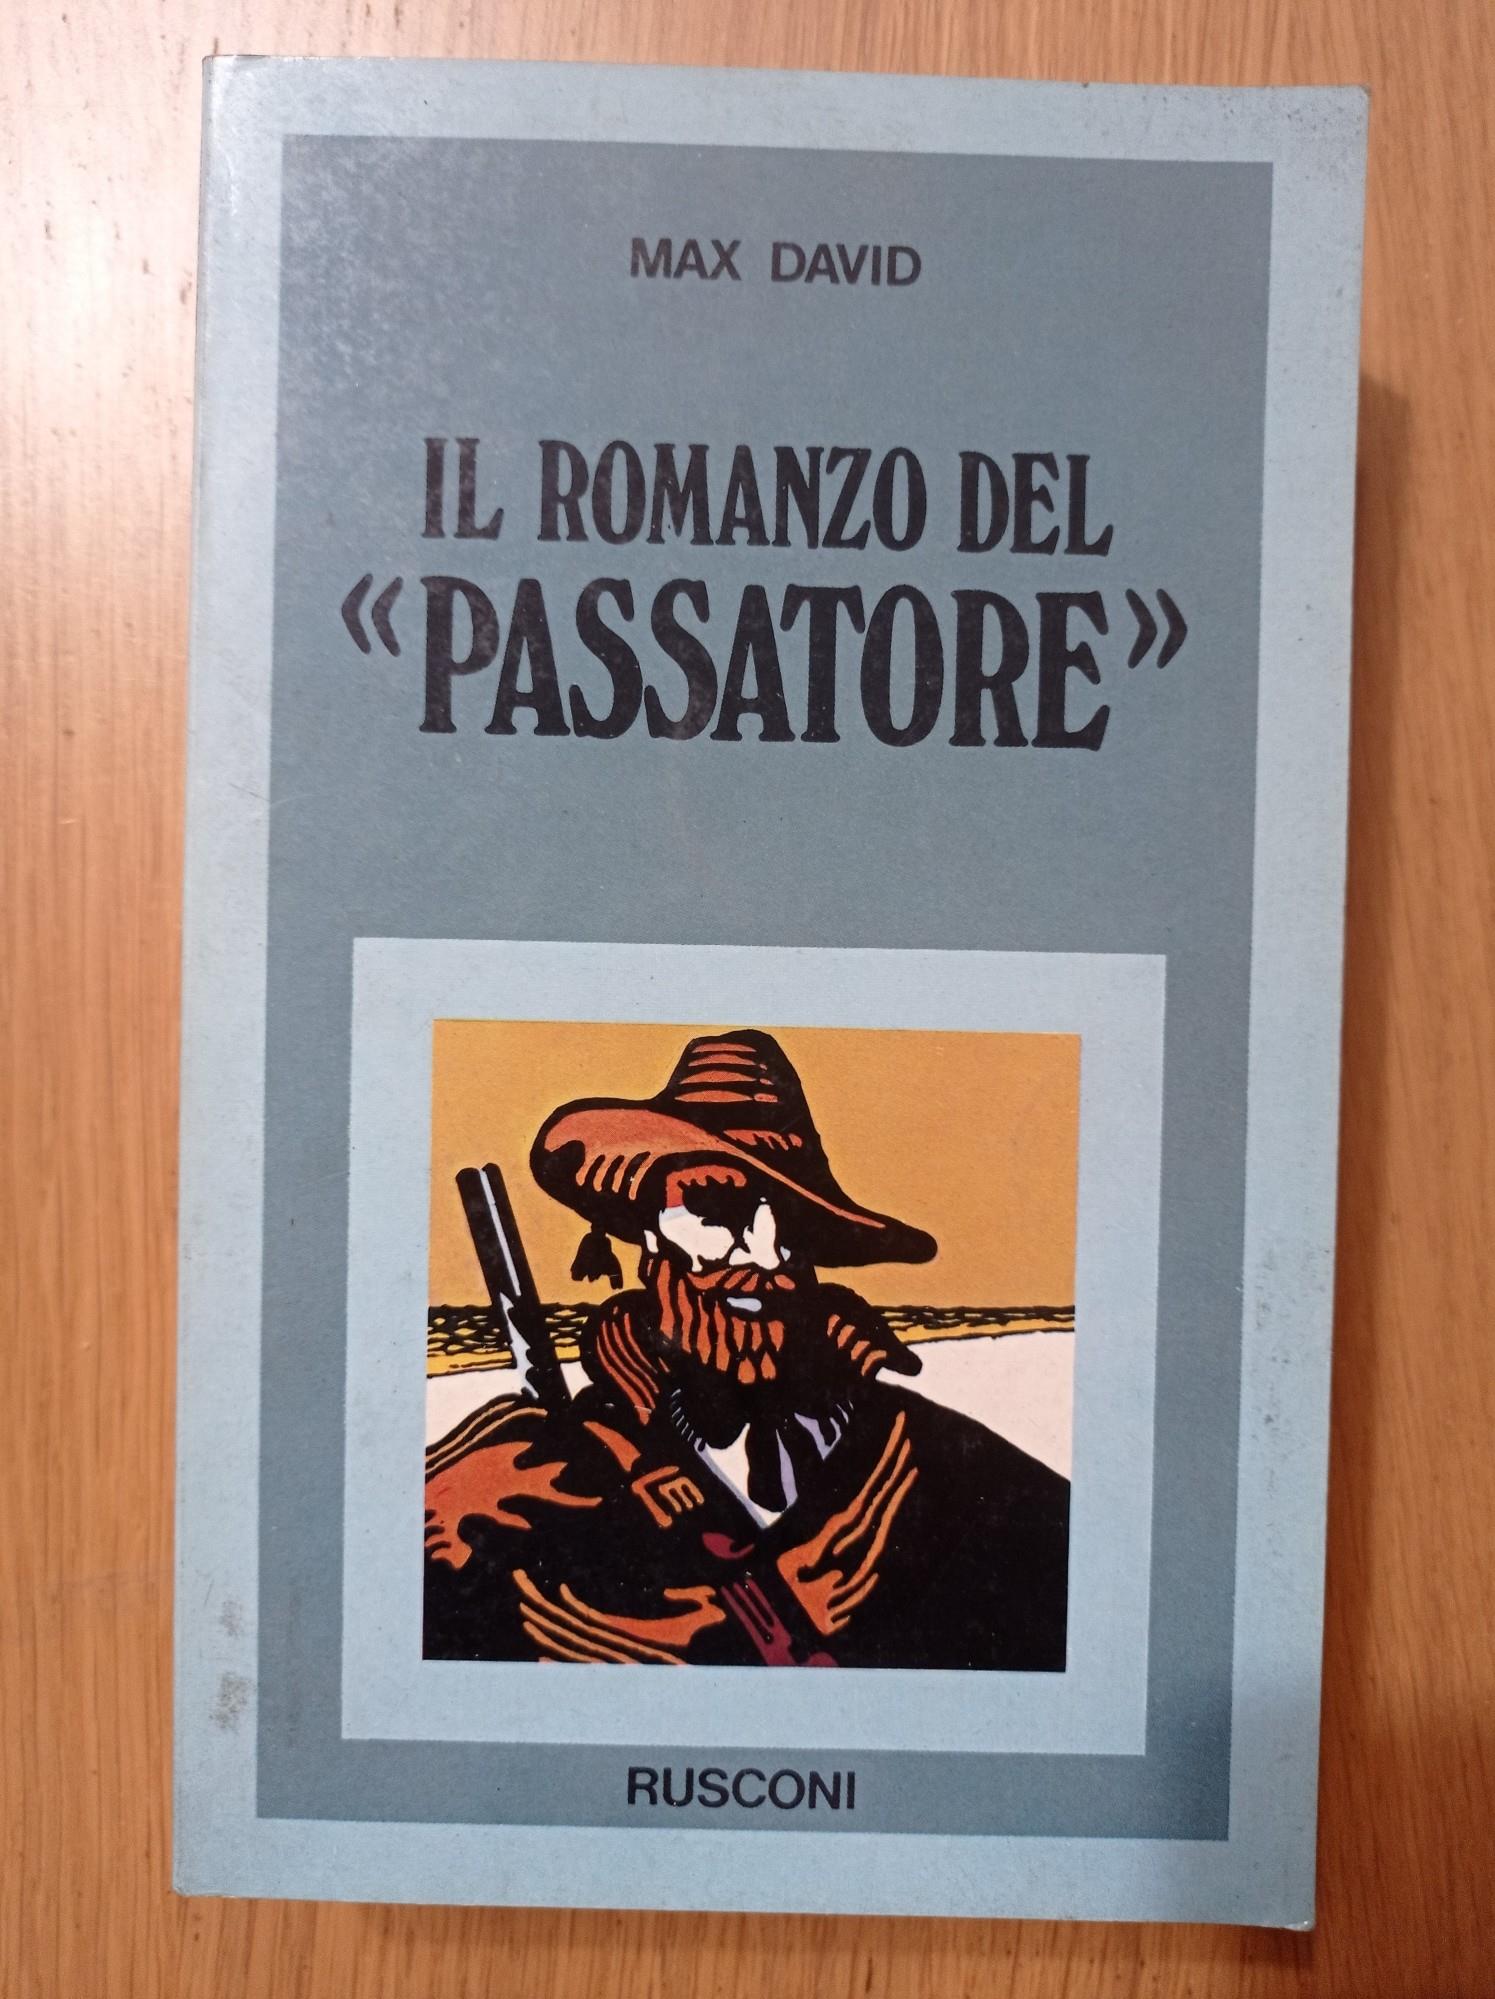 MAX DAVID
IL ROMANZO DEL
«PASSATORE»
RUSCONI